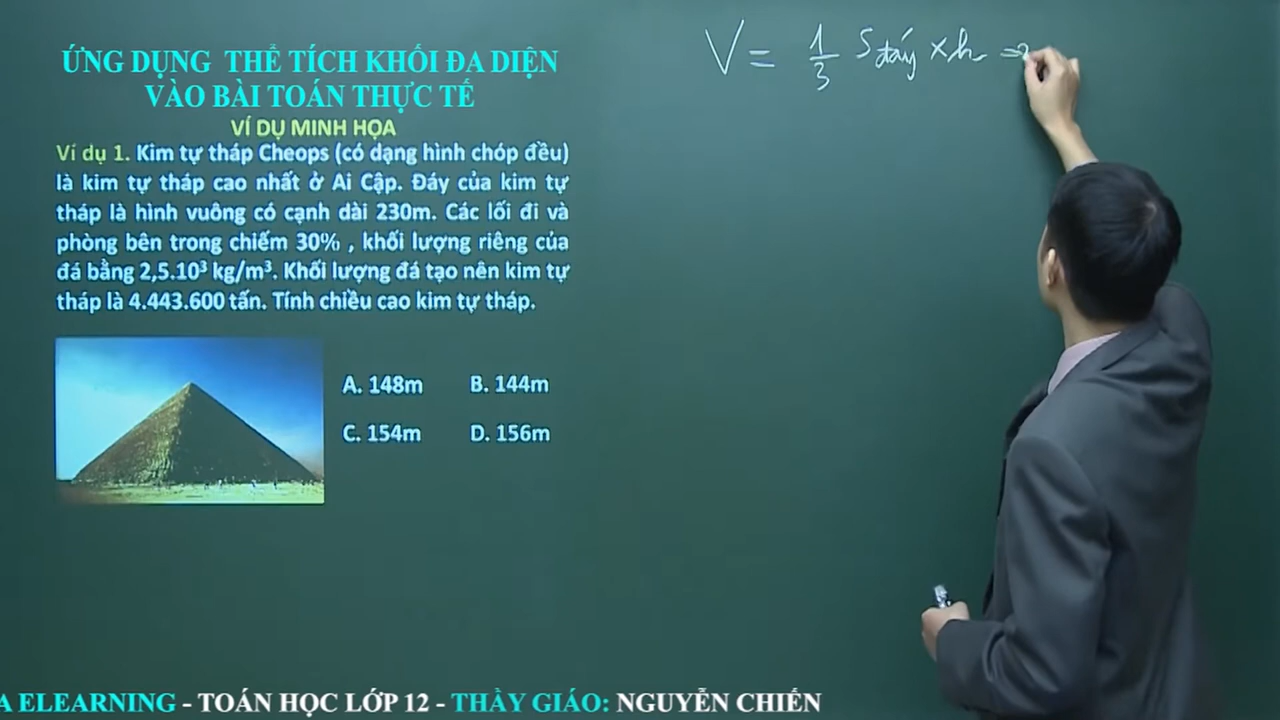 ỨNG DỤNG THỂ TÍCH KHỐI ĐA DIỆN
VÀO BÀI TOÁN THỰC TẾ
VÍ DỤ MINH HỌA
Ví dụ 1. Kim tự tháp Cheops (có dạng hình chóp đều)
là kim tự tháp cao nhất ở Ai Cập. Đáy của kim tự
tháp là hình vuông có cạnh dài 230m. Các lối đi và
phòng bên trong chiếm 30% , khối lượng riêng của
đá bằng 2,5.10³ kg/m³. Khối lượng đá tạo nên kim tự
tháp là 4.443.600 tấn. Tính chiều cao kim tự tháp.
A. 148m B. 144m
C. 154m D. 156m
V = 1/3 S đáy × h ⇒
A ELEARNING - TOÁN HỌC LỚP 12 - THẦY GIÁO: NGUYỄN CHIẾN